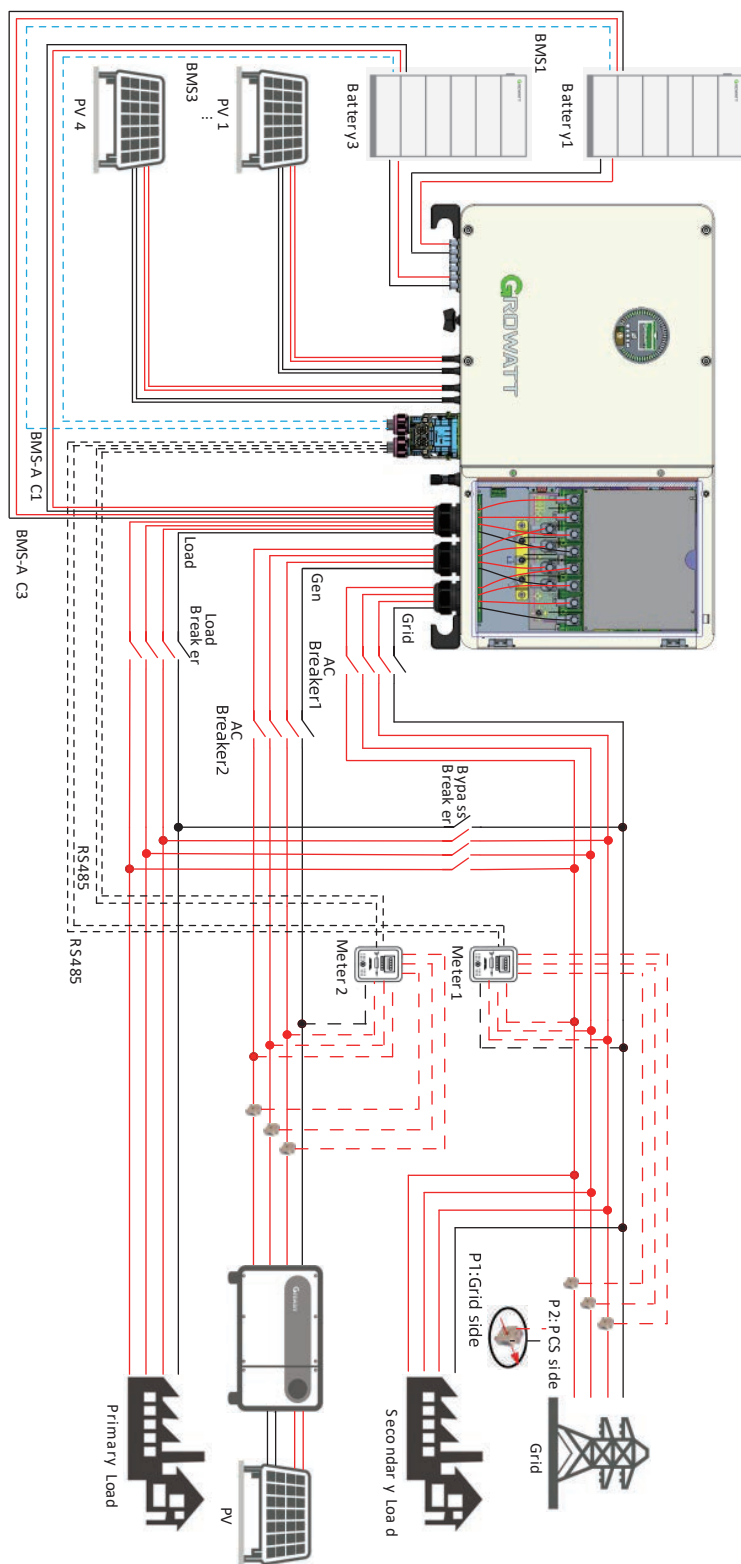 BMS1
BMS3
PV 4
PV 1
...
Battery3
Battery1
GROWATT
BMS-A C1
BMS-A C3
Load
Gen
Grid
Load
Breaker
AC
Breaker1
AC
Breaker2
Bypass
Breaker
RS485
RS485
Meter 2
Meter 1
P1:Grid side
P2:PCS side
Primary Load
PV
Secondary Load
Grid